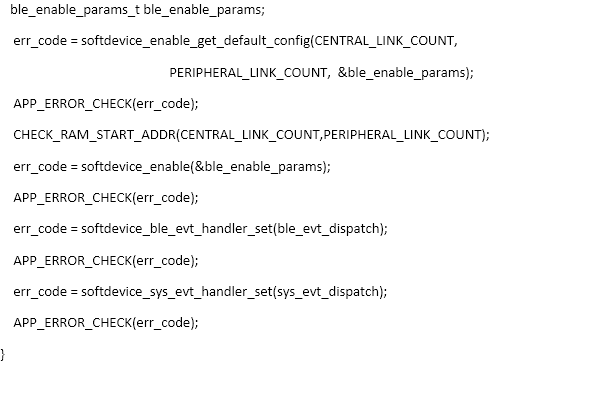 ble_enable_params_t ble_enable_params;
err_code = softdevice_enable_get_default_config(CENTRAL_LINK_COUNT,
PERIPHERAL_LINK_COUNT, &ble_enable_params);
APP_ERROR_CHECK(err_code);
CHECK_RAM_START_ADDR(CENTRAL_LINK_COUNT,PERIPHERAL_LINK_COUNT);
err_code = softdevice_enable(&ble_enable_params);
APP_ERROR_CHECK(err_code);
err_code = softdevice_ble_evt_handler_set(ble_evt_dispatch);
APP_ERROR_CHECK(err_code);
err_code = softdevice_sys_evt_handler_set(sys_evt_dispatch);
APP_ERROR_CHECK(err_code);
}